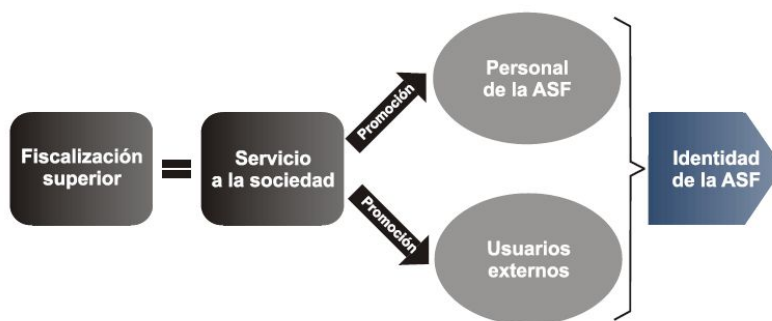 Fiscalización
superior
Servicio
a la sociedad
Promoción
Personal
de la ASF
Promoción
Usuarios
externos
Identidad
de la ASF